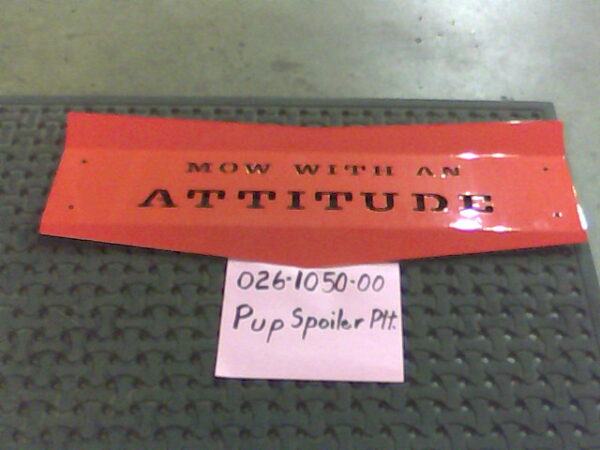 MOW WITH AN
ATTITUDE
026-1050-00
Pup Spoiler Plt.